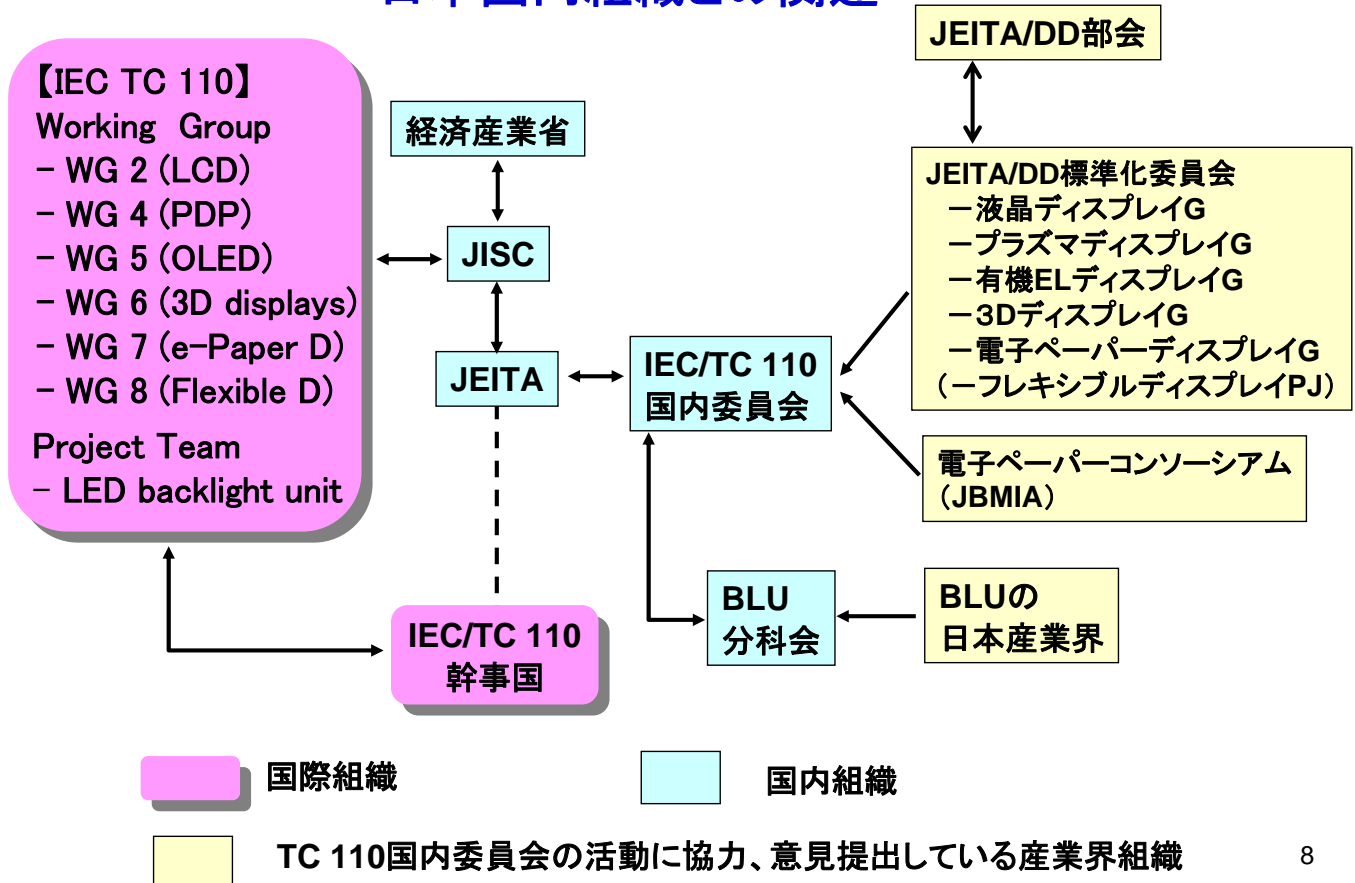 日本国内組織との関連
【IEC TC 110】
Working Group
- WG 2 (LCD)
- WG 4 (PDP)
- WG 5 (OLED)
- WG 6 (3D displays)
- WG 7 (e-Paper D)
- WG 8 (Flexible D)
Project Team
- LED backlight unit
経済産業省
JISC
JEITA
IEC/TC 110
幹事国
IEC/TC 110
国内委員会
BLU
分科会
JEITA/DD部会
JEITA/DD標準化委員会
－液晶ディスプレイG
－プラズマディスプレイG
－有機ELディスプレイG
－３DディスプレイG
－電子ペーパーディスプレイG
（－フレキシブルディスプレイPJ）
電子ペーパーコンソーシアム
（JBMIA）
BLUの
日本産業界
国際組織
国内組織
TC 110国内委員会の活動に協力、意見提出している産業界組織
8